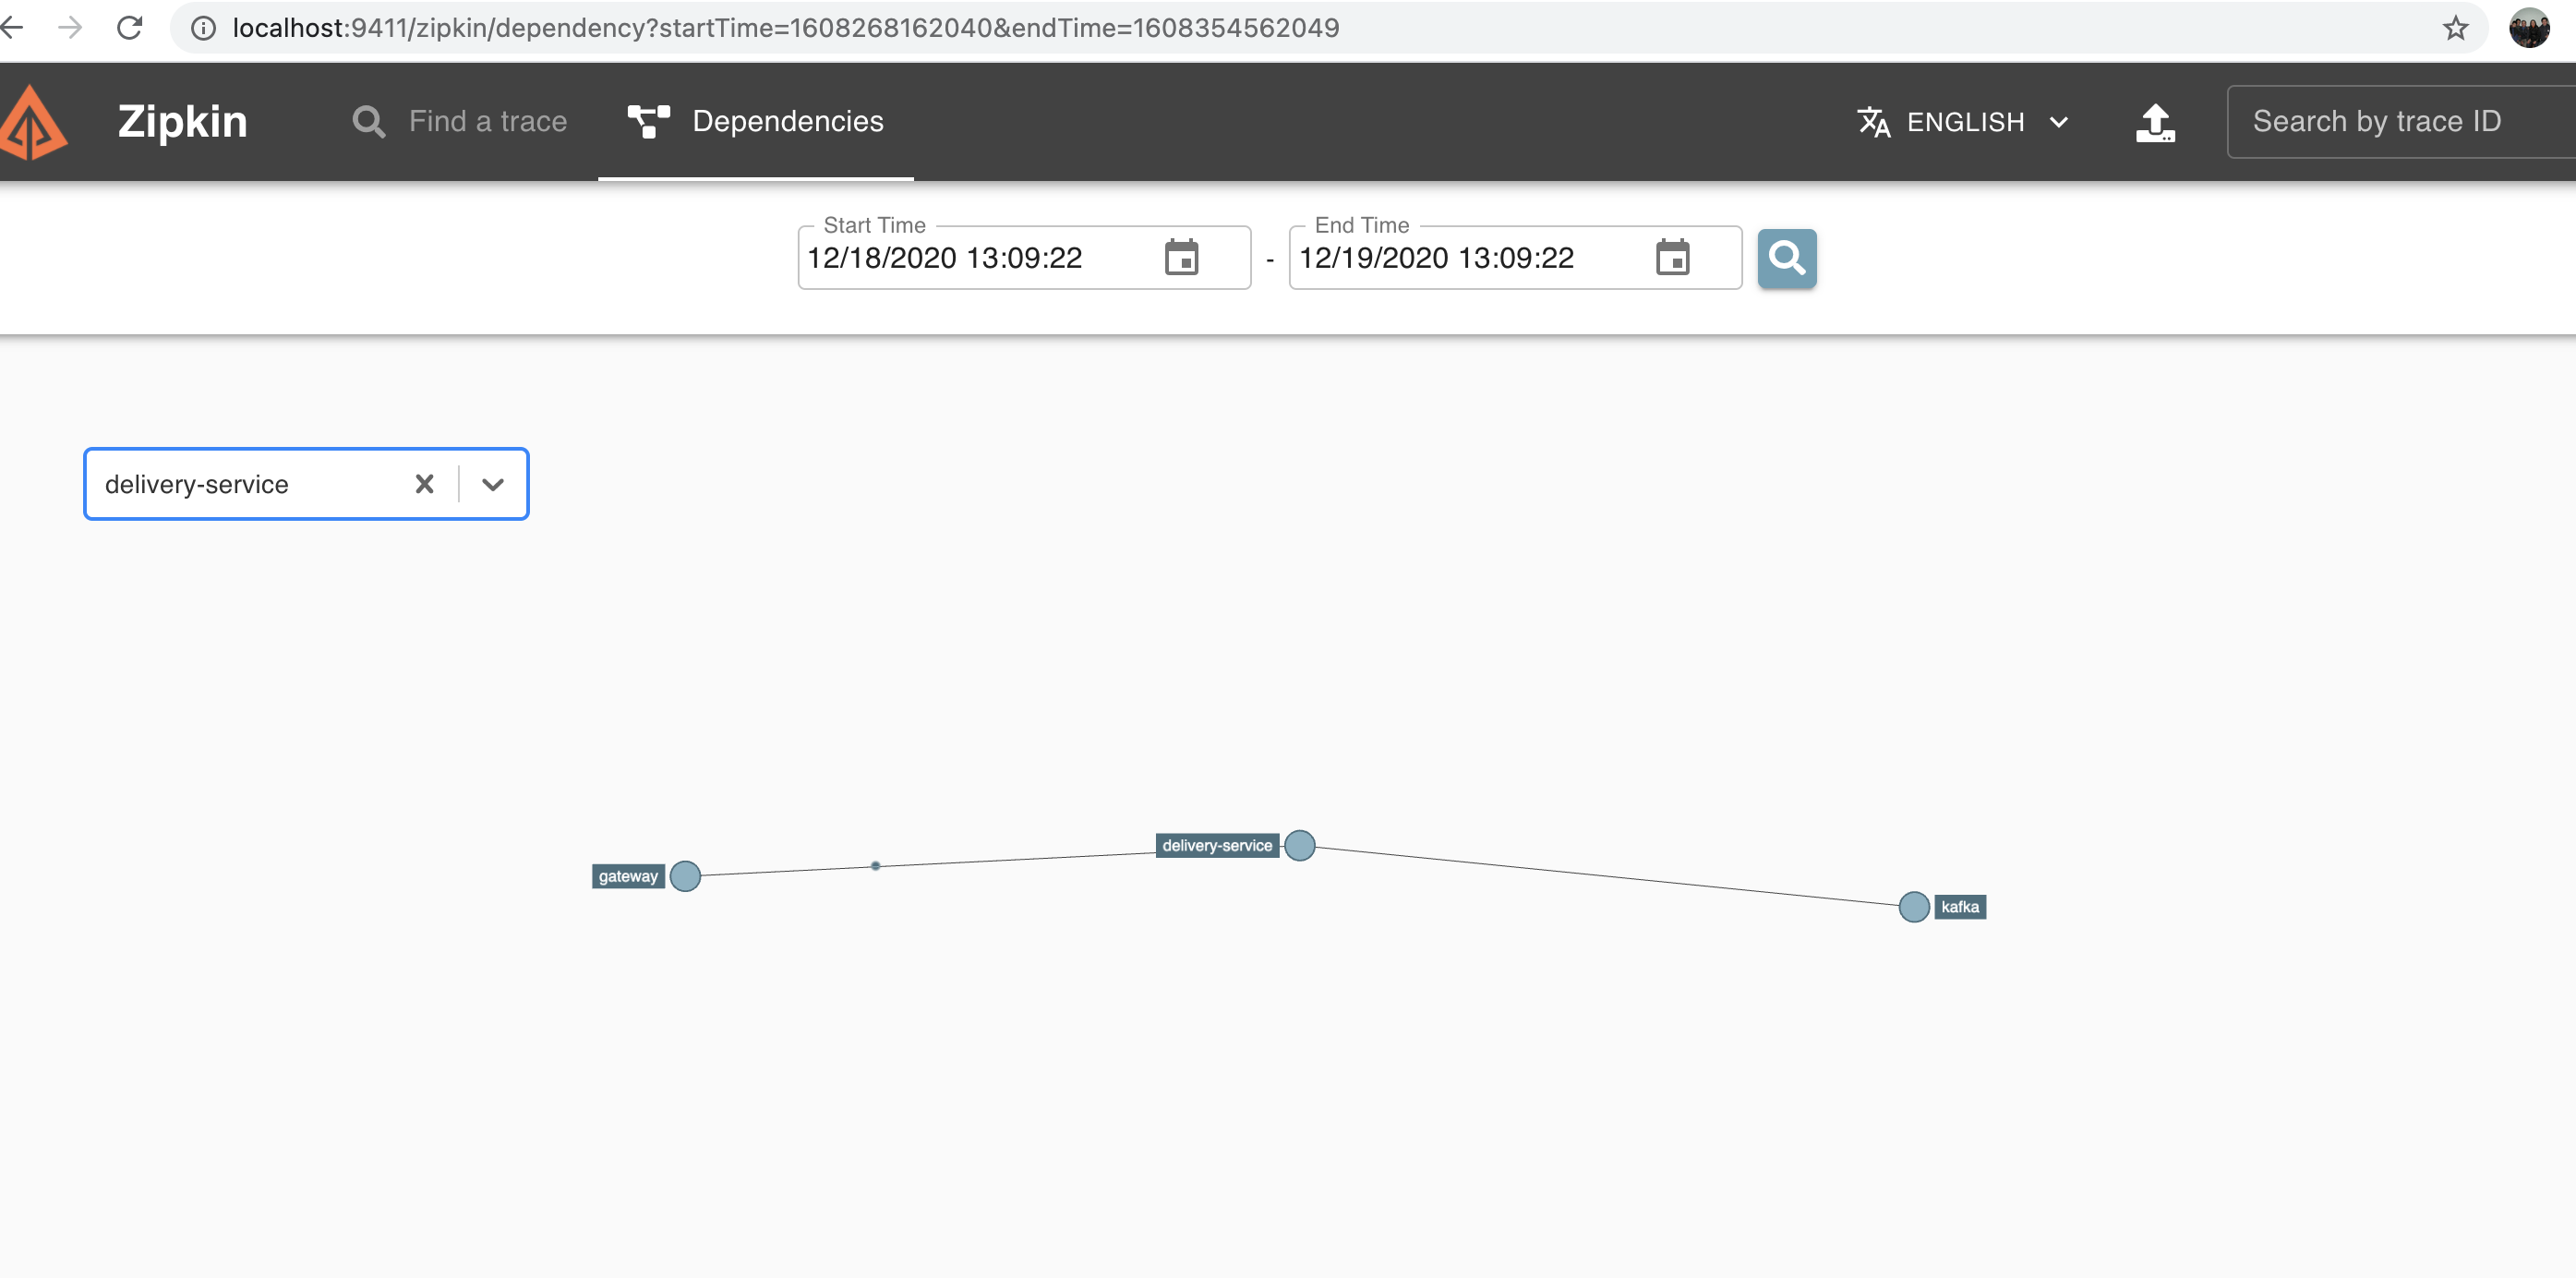 localhost:9411/zipkin/dependency?startTime=1608268162040&endTime=1608354562049
Zipkin
Find a trace
Dependencies
ENGLISH
Search by trace ID
Start Time
12/18/2020 13:09:22
-
End Time
12/19/2020 13:09:22
delivery-service
delivery-service
gateway
kafka